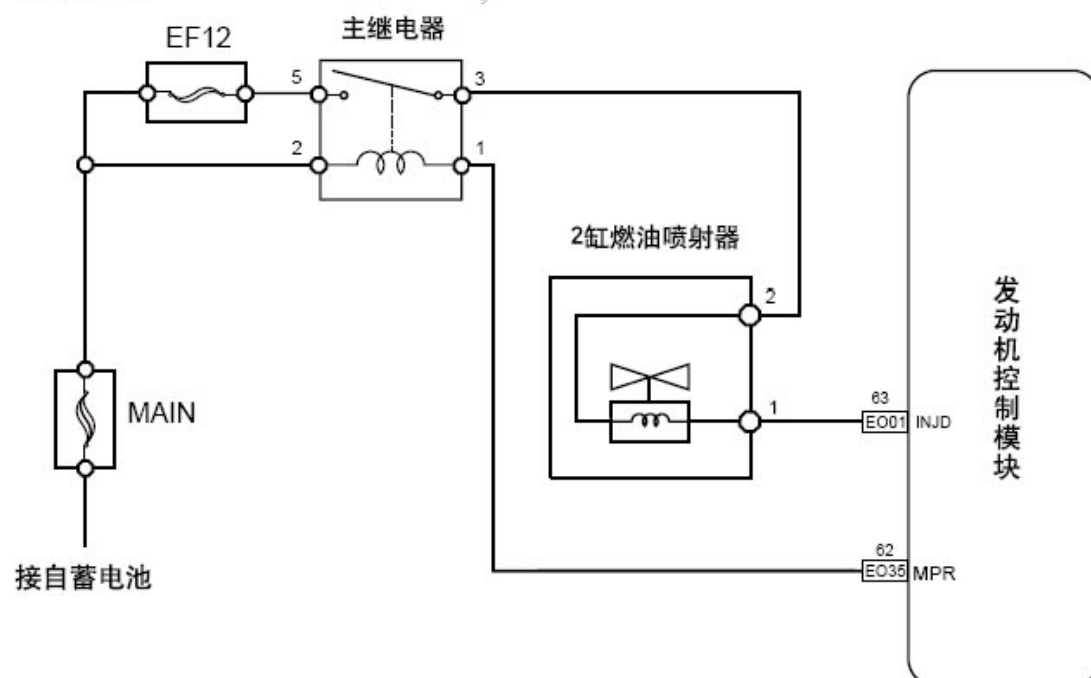 主继电器
EF12
5
3
2
1
2缸燃油喷射器
2
发动机控制模块
MAIN
1
63
EO01 INJD
接自蓄电池
62
EO35 MPR